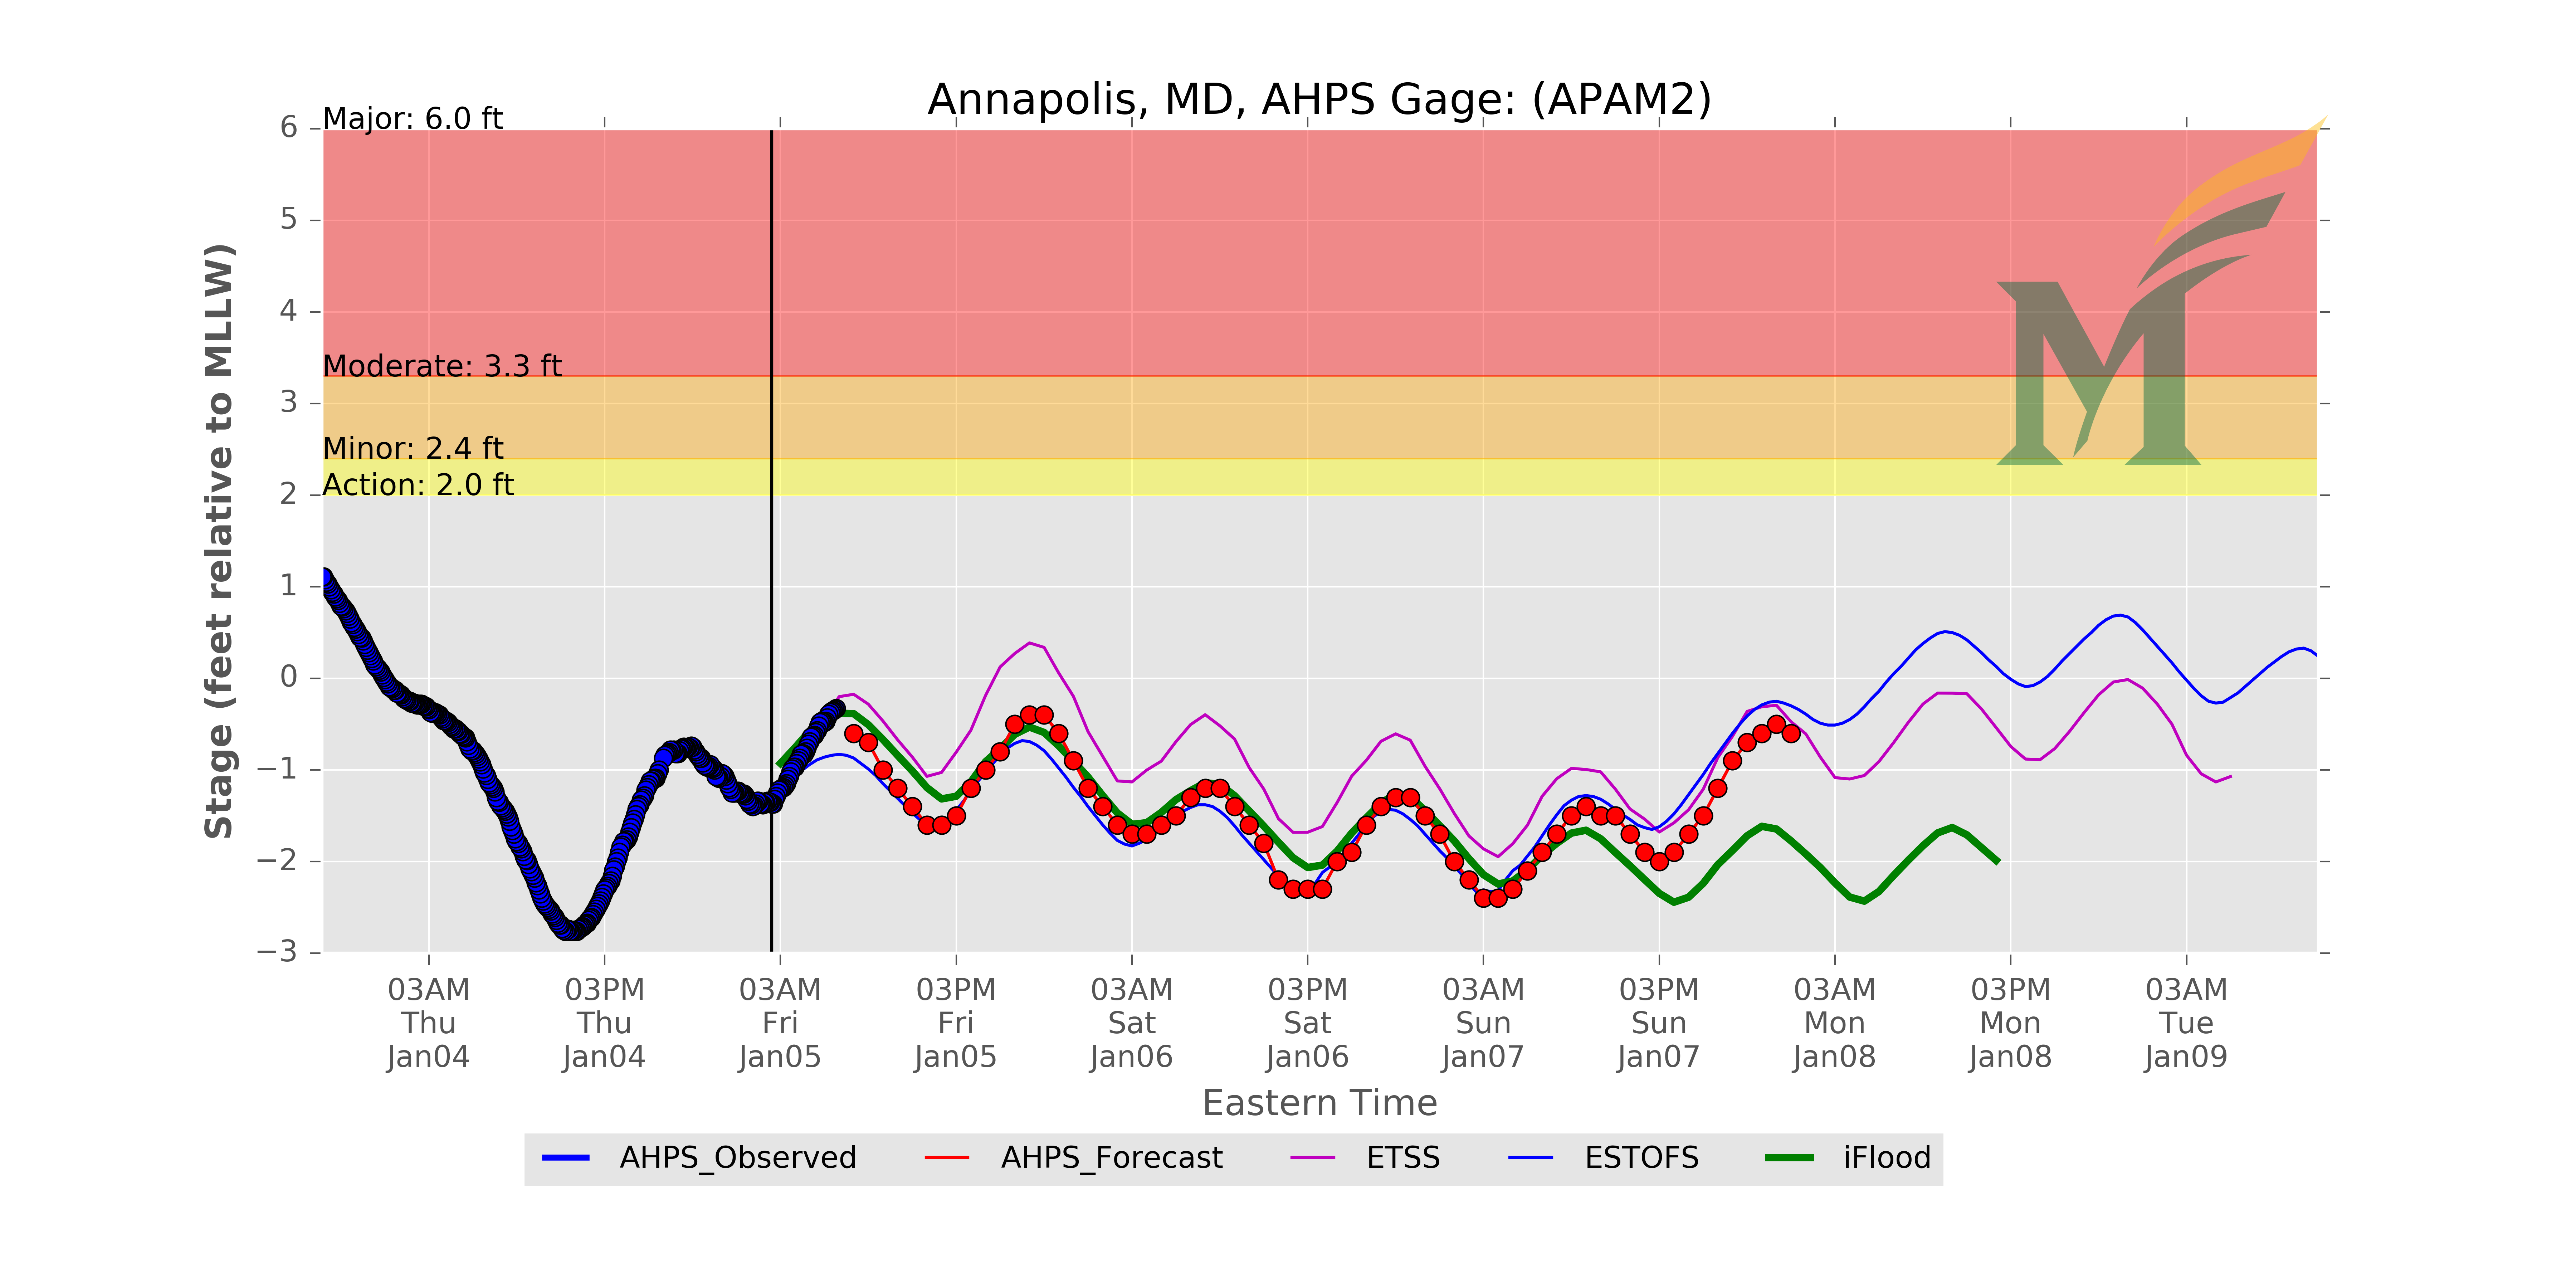 Annapolis, MD, AHPS Gage: (APAM2)
Major: 6.0 ft
Moderate: 3.3 ft
Minor: 2.4 ft
Action: 2.0 ft
Stage (feet relative to MLLW)
6
5
4
3
2
1
0
−1
−2
−3
03AM 03PM 03AM 03PM 03AM 03PM 03AM 03PM 03AM 03PM 03AM
Thu Thu Fri Fri Sat Sat Sun Sun Mon Mon Tue
Jan04 Jan04 Jan05 Jan05 Jan06 Jan06 Jan07 Jan07 Jan08 Jan08 Jan09
Eastern Time
AHPS_Observed AHPS_Forecast ETSS ESTOFS iFlood
M